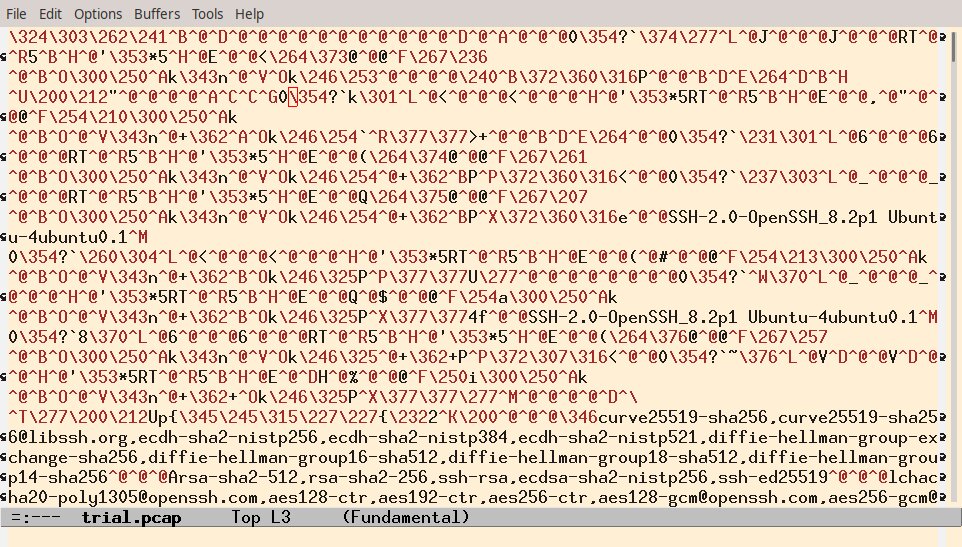 File Edit Options Buffers Tools Help
\324\303\262\241^B^@^D^@^@^@^@^@^@^@^@^@^@^@^D^@^A^@^@^@0\354?`\374\277^L^@J^@^@^@J^@^@^@RT^@
^R5^B^H^@'\353*5^H^@E^@^@<\264\373@^@@^F\267\236
^@^B^O\300\250^Ak\343n^@^V^Ok\246\253^@^@^@^@\240^B\372\360\316P^@^@^B^D^E\264^D^B^H
^U\200\212"^@^@^@^@^A^C^C^G0\354?`k\301^L^@<^@^@^@<^@^@^@^H^@'\353*5RT^@^R5^B^H^@E^@^@,^@"^@^
@@^F\254\210\300\250^Ak
^@^B^O^@^V\343n^@^+\362^A^Ok\246\254``R\377\377>+^@^@^B^D^E\264^@^@0\354?`\231\301^L^@6^@^@^@6
^@^@^@RT^@^R5^B^H^@'\353*5^H^@E^@^@(\264\374@^@@^F\267\261
^@^B^O\300\250^Ak\343n^@^V^Ok\246\254^@^+\362^BP^P\372\360\316<^@^@0\354?`\237\303^L^@_^@^@^@_
^@^@^@RT^@^R5^B^H^@'\353*5^H^@E^@^@Q\264\375@^@@^F\267\207
^@^B^O\300\250^Ak\343n^@^V^Ok\246\254^@^+\362^BP^X\372\360\316e^@^@SSH-2.0-OpenSSH_8.2p1 Ubunt
u-4ubuntu0.1^M
0\354?`\260\304^L^@<^@^@^@<^@^@^@^H^@'\353*5RT^@^R5^B^H^@E^@^@(^@#^@^@@^F\254\213\300\250^Ak
^@^B^O^@^V\343n^@^+\362^B^Ok\246\325P^P\377\377U\277^@^@^@^@^@^@^@^@0\354?`^W\370^L^@_^@^@^@_^
@^@^@^H^@'\353*5RT^@^R5^B^H^@E^@^@Q^@$^@^@@^F\254a\300\250^Ak
^@^B^O^@^V\343n^@^+\362^B^Ok\246\325P^X\377\3774f^@^@SSH-2.0-OpenSSH_8.2p1 Ubuntu-4ubuntu0.1^M
0\354?`8\370^L^@6^@^@^@6^@^@^@RT^@^R5^B^H^@'\353*5^H^@E^@^@(\264\376@^@@^F\267\257
^@^B^O\300\250^Ak\343n^@^V^Ok\246\325^@^+\362+P^P\372\307\316<^@^@0\354?`~\376^L^@V^D^@^@V^D^@
^@^H^@'\353*5RT^@^R5^B^H^@E^@^DH^@%^@^@@^F\250i\300\250^Ak
^@^B^O^@^V\343n^@^+\362+^Ok\246\325P^X\377\377^M^@^@^@^@^D^\
^T\277\200\212Up{\345\245\315\227\227{\2322^K\200^@^@^@\346curve25519-sha256,curve25519-sha25
6@libssh.org,ecdh-sha2-nistp256,ecdh-sha2-nistp384,ecdh-sha2-nistp521,diffie-hellman-group-ex
change-sha256,diffie-hellman-group16-sha512,diffie-hellman-group18-sha512,diffie-hellman-grou
p14-sha256^@^@^@Arsa-sha2-512,rsa-sha2-256,ssh-rsa,ecdsa-sha2-nistp256,ssh-ed25519^@^@^@lchac
ha20-poly1305@openssh.com,aes128-ctr,aes192-ctr,aes256-ctr,aes128-gcm@openssh.com,aes256-gcm@
=:--- trial.pcap Top L3 (Fundamental)